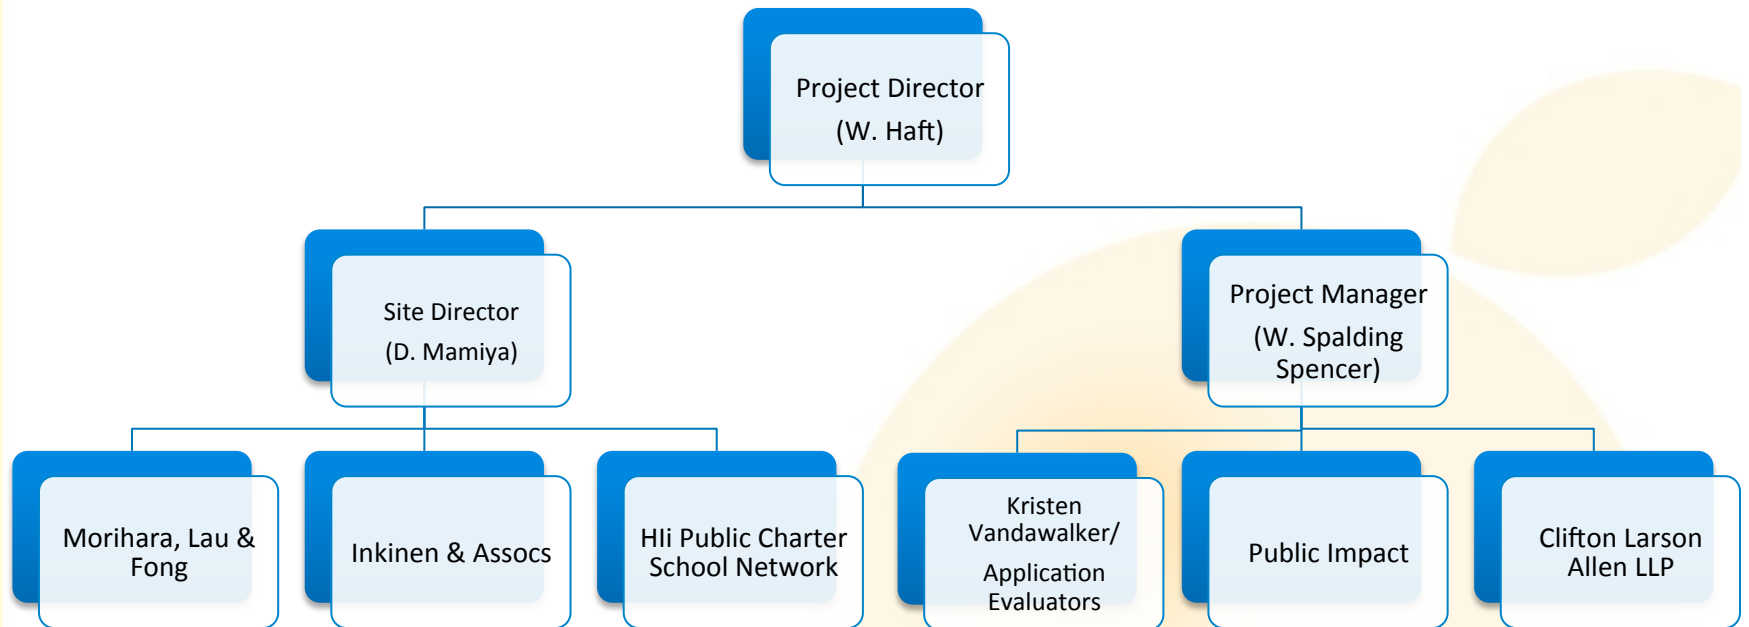 Project Director
(W. Haft)
Site Director
(D. Mamiya)
Project Manager
(W. Spalding
Spencer)
Morihara, Lau &
Fong
Inkinen & Assocs
HIi Public Charter
School Network
Kristen
Vandawalker/
Application
Evaluators
Public Impact
Clifton Larson
Allen LLP